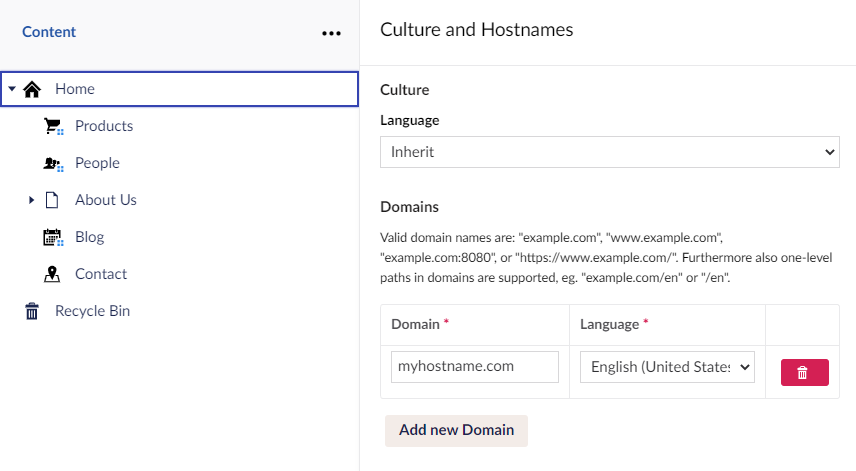 Content
Home
Products
People
About Us
Blog
Contact
Recycle Bin
Culture and Hostnames
Culture
Language
Inherit
Domains
Valid domain names are: "example.com", "www.example.com",
"example.com:8080", or "https://www.example.com/". Furthermore also one-level
paths in domains are supported, eg. "example.com/en" or "/en".
Domain * Language *
myhostname.com English (United States
Add new Domain